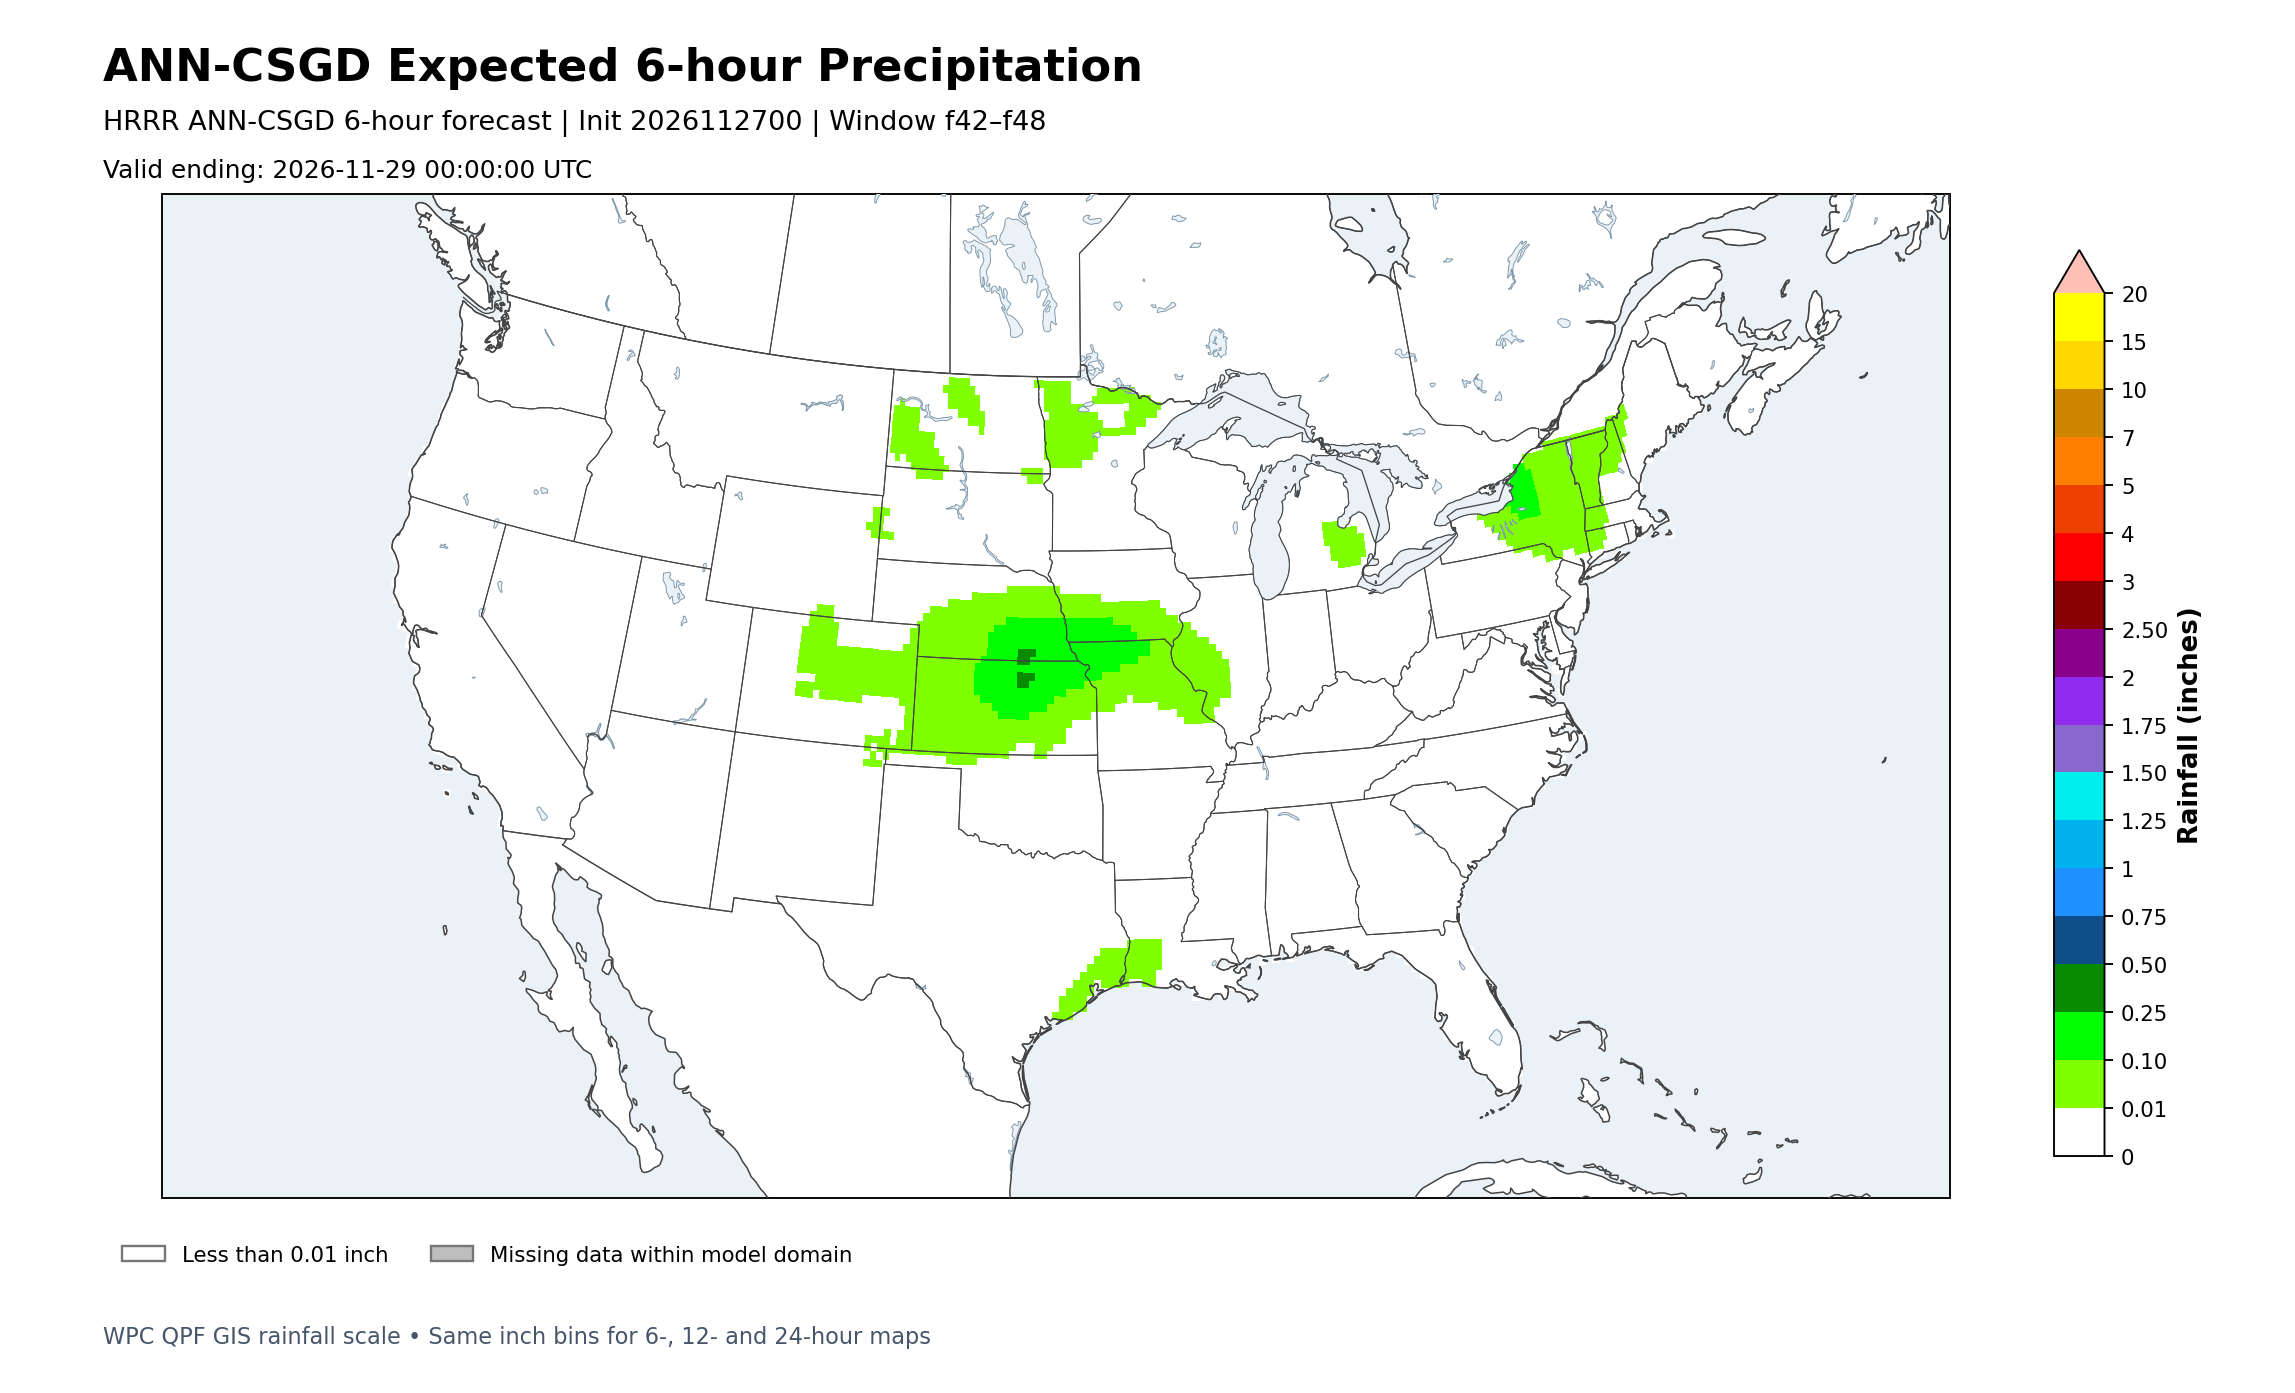 ANN-CSGD Expected 6-hour Precipitation
HRRR ANN-CSGD 6-hour forecast | Init 2026112700 | Window f42–f48
Valid ending: 2026-11-29 00:00:00 UTC
20
15
10
7
5
4
3
2.50
2
1.75
1.50
1.25
1
0.75
0.50
0.25
0.10
0.01
0
Rainfall (inches)
Less than 0.01 inch
Missing data within model domain
WPC QPF GIS rainfall scale • Same inch bins for 6-, 12- and 24-hour maps